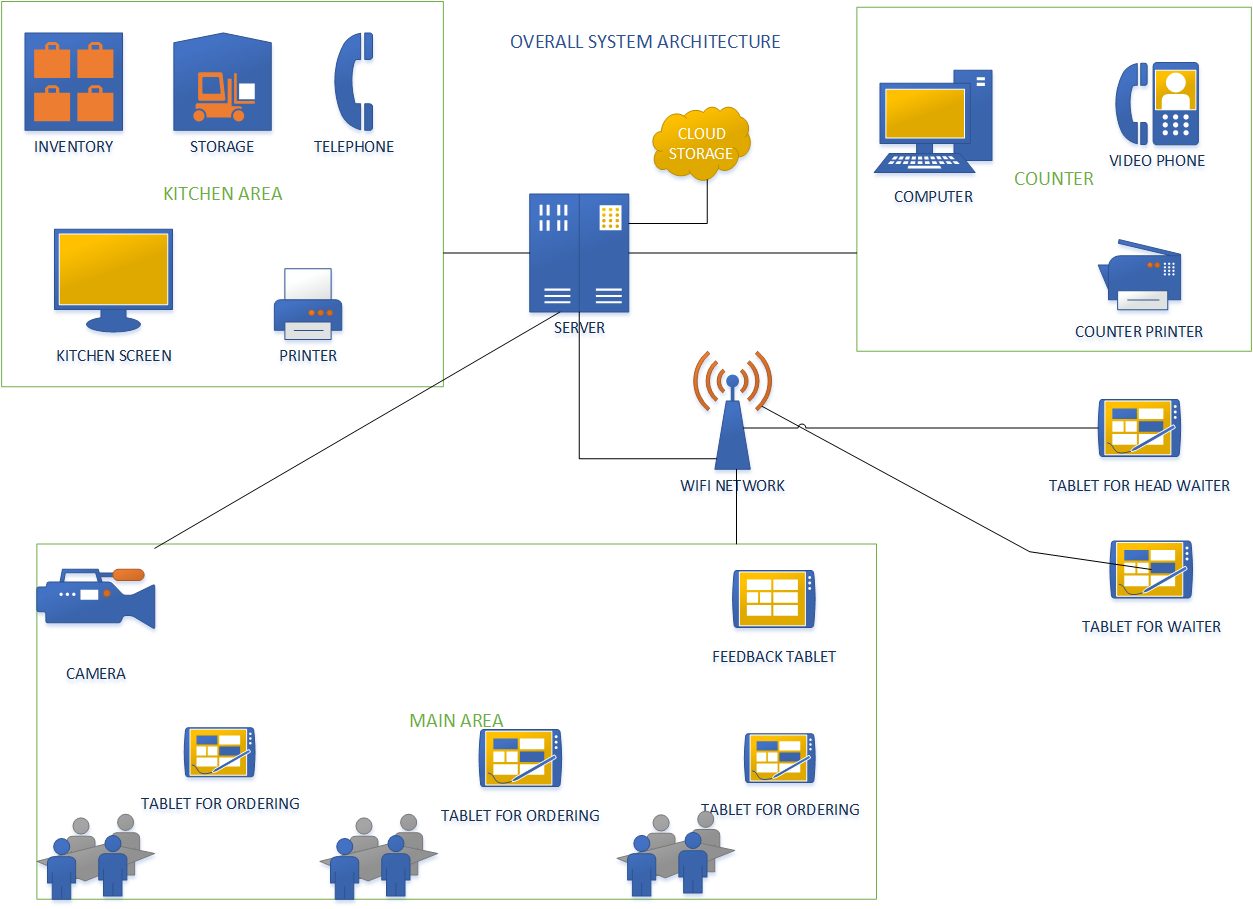 OVERALL SYSTEM ARCHITECTURE
INVENTORY
STORAGE
TELEPHONE
KITCHEN AREA
KITCHEN SCREEN
PRINTER
CLOUD
STORAGE
SERVER
COMPUTER
VIDEO PHONE
COUNTER
COUNTER PRINTER
WIFI NETWORK
TABLET FOR HEAD WAITER
TABLET FOR WAITER
CAMERA
FEEDBACK TABLET
MAIN AREA
TABLET FOR ORDERING
TABLET FOR ORDERING
TABLET FOR ORDERING